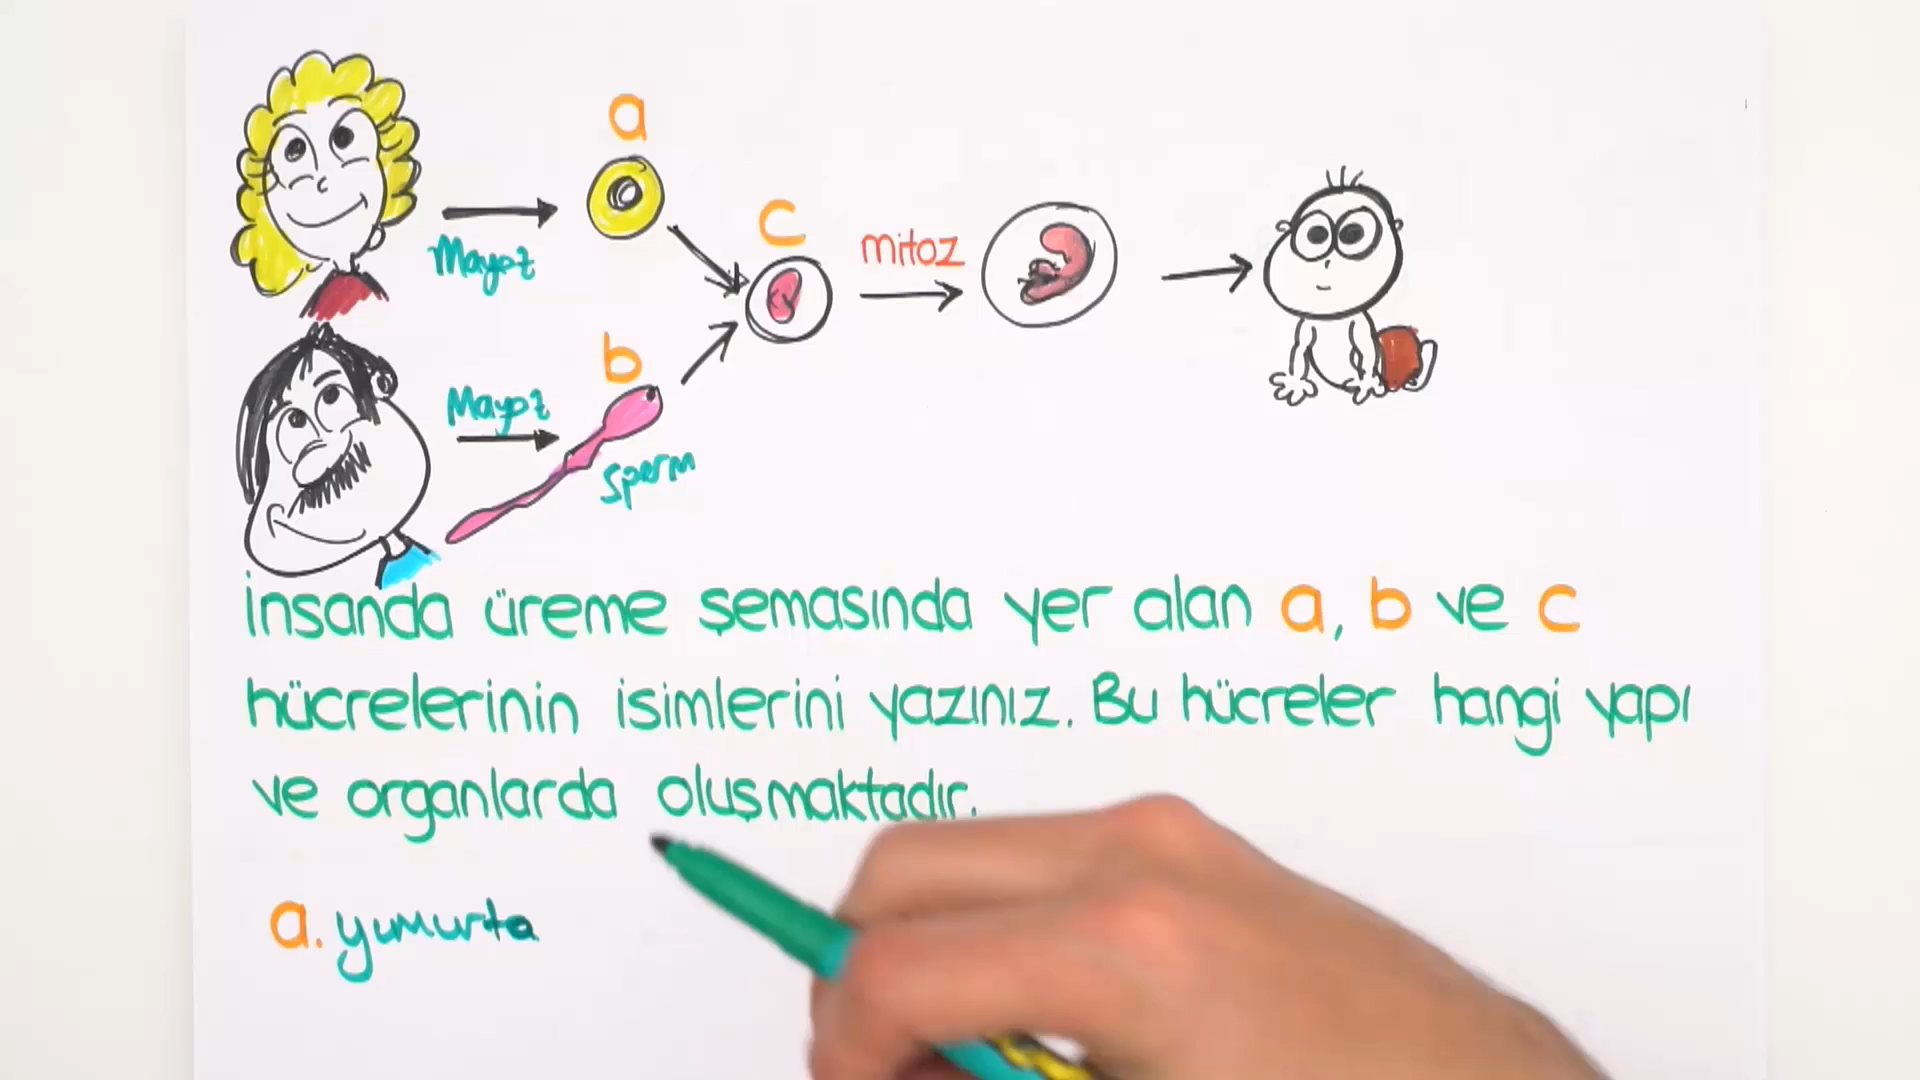 a
c
Mayoz
mitoz
b
Mayoz
sperm
İnsanda üreme şemasında yer alan a, b ve c
hücrelerinin isimlerini yazınız. Bu hücreler hangi yapı
ve organlarda oluşmaktadır.
a. yumurta